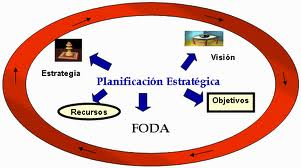 Estrategia
Visión
Planificación Estratégica
Recursos
Objetivos
FODA